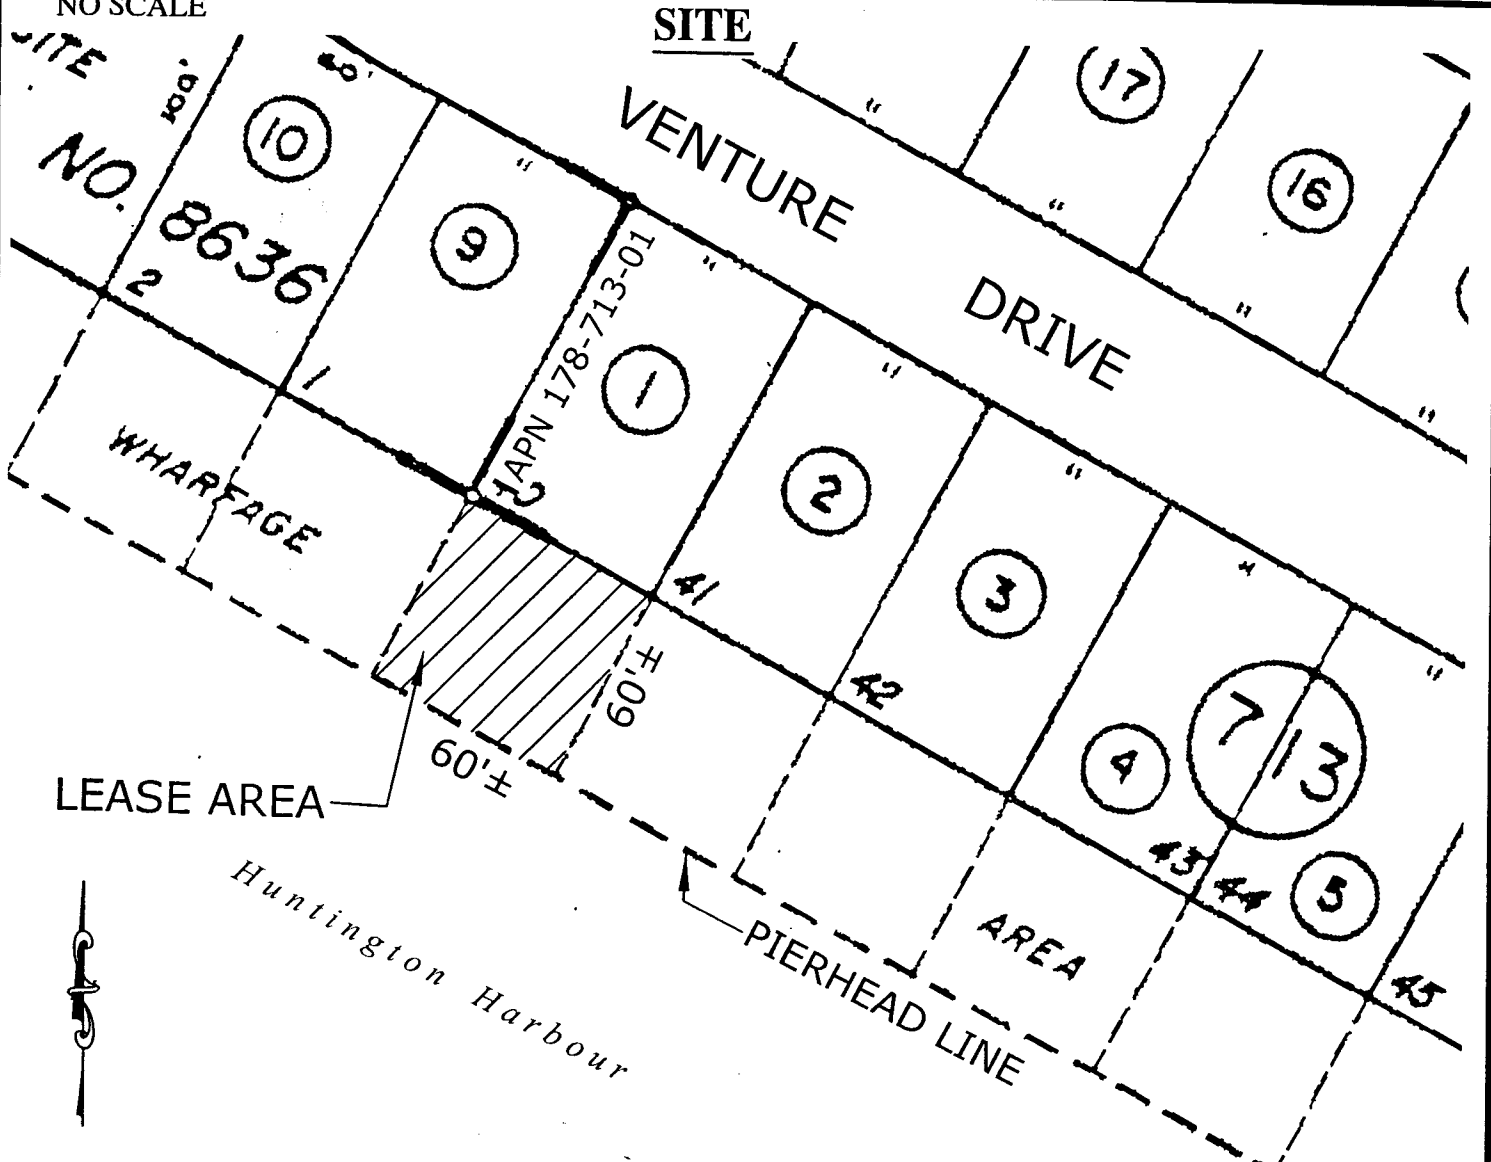 NO SCALE
SITE
SITE
100'
60'
"
"
"
"
"
"
"
"
"
"
17
16
10
9
NO. 8636
VENTURE DRIVE
2
1
APN 178-713-01
1
2
3
4
5
713
41
42
43
44
45
WHARFAGE
AREA
60'±
60'±
LEASE AREA
PIERHEAD LINE
Huntington Harbour